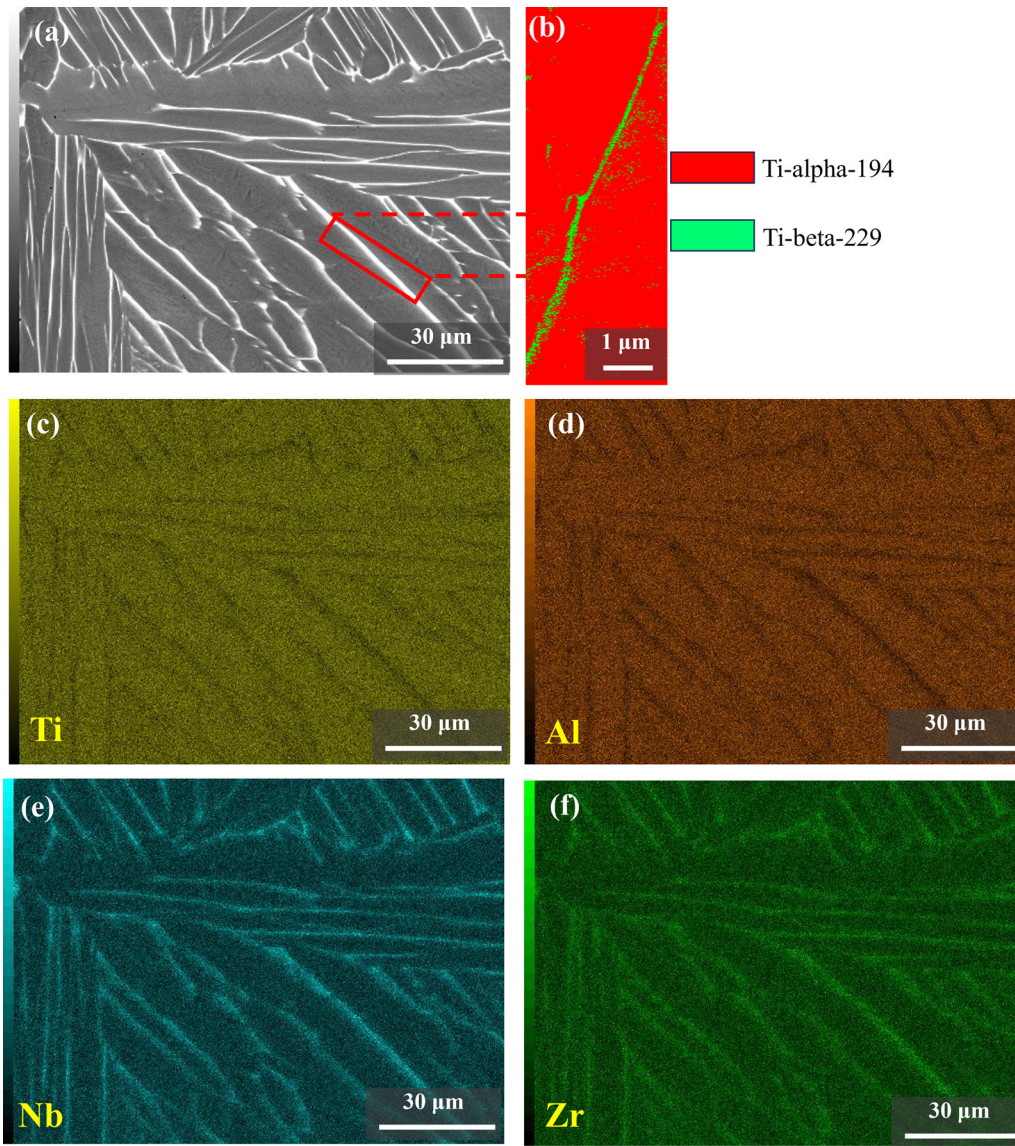 (a)
30 μm
(b)
1 μm
Ti-alpha-194
Ti-beta-229
(c)
Ti
30 μm
(d)
Al
30 μm
(e)
Nb
30 μm
(f)
Zr
30 μm